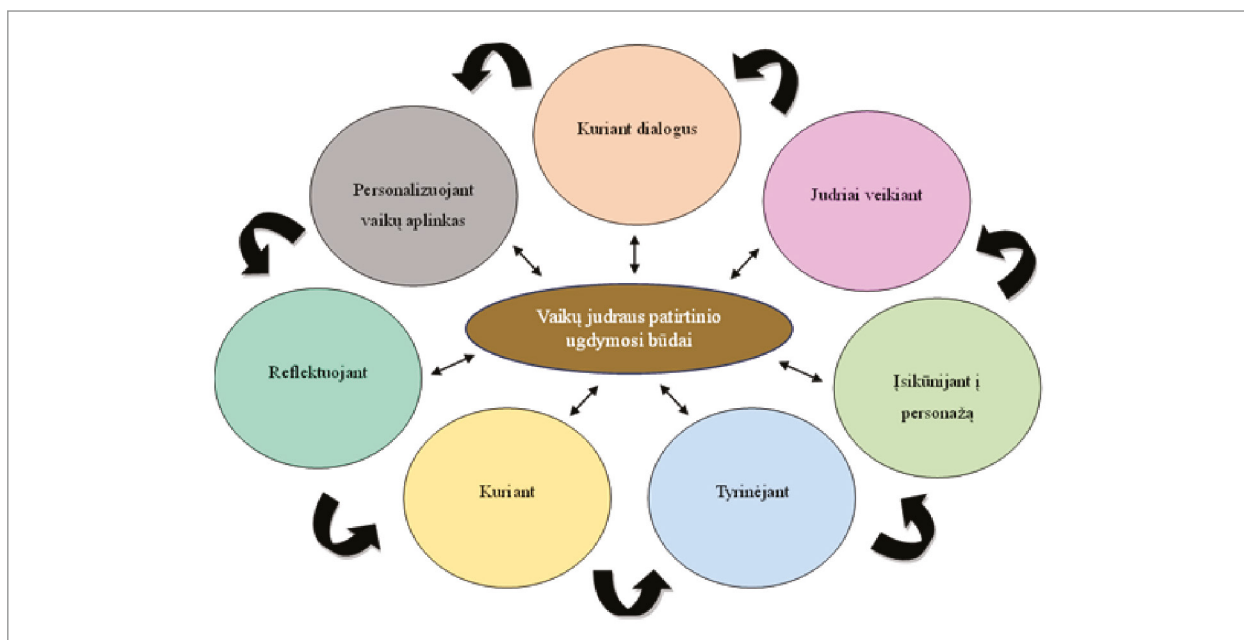 Kuriant dialogus
Personalizuojant
vaikų aplinkas
Judriai veikiant
Vaikų judraus patirtinio
ugdymosi būdai
Reflektuojant
Įsikūnijant į
personažą
Kuriant
Tyrinėjant